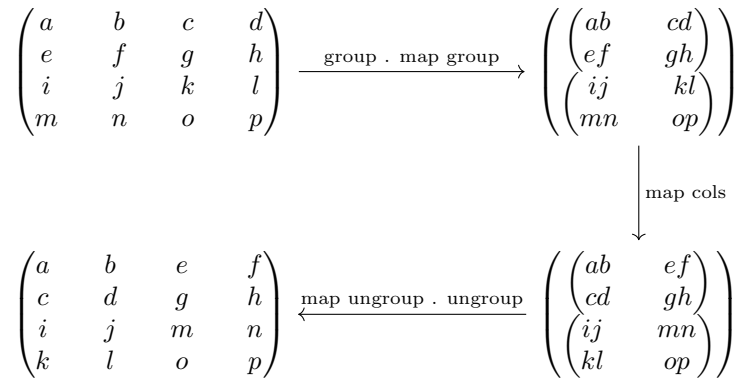 a b c d
e f g h
i j k l
m n o p
group . map group
ab cd
ef gh
ij kl
mn op
map cols
ab ef
cd gh
ij mn
kl op
map ungroup . ungroup
a b e f
c d g h
i j m n
k l o p